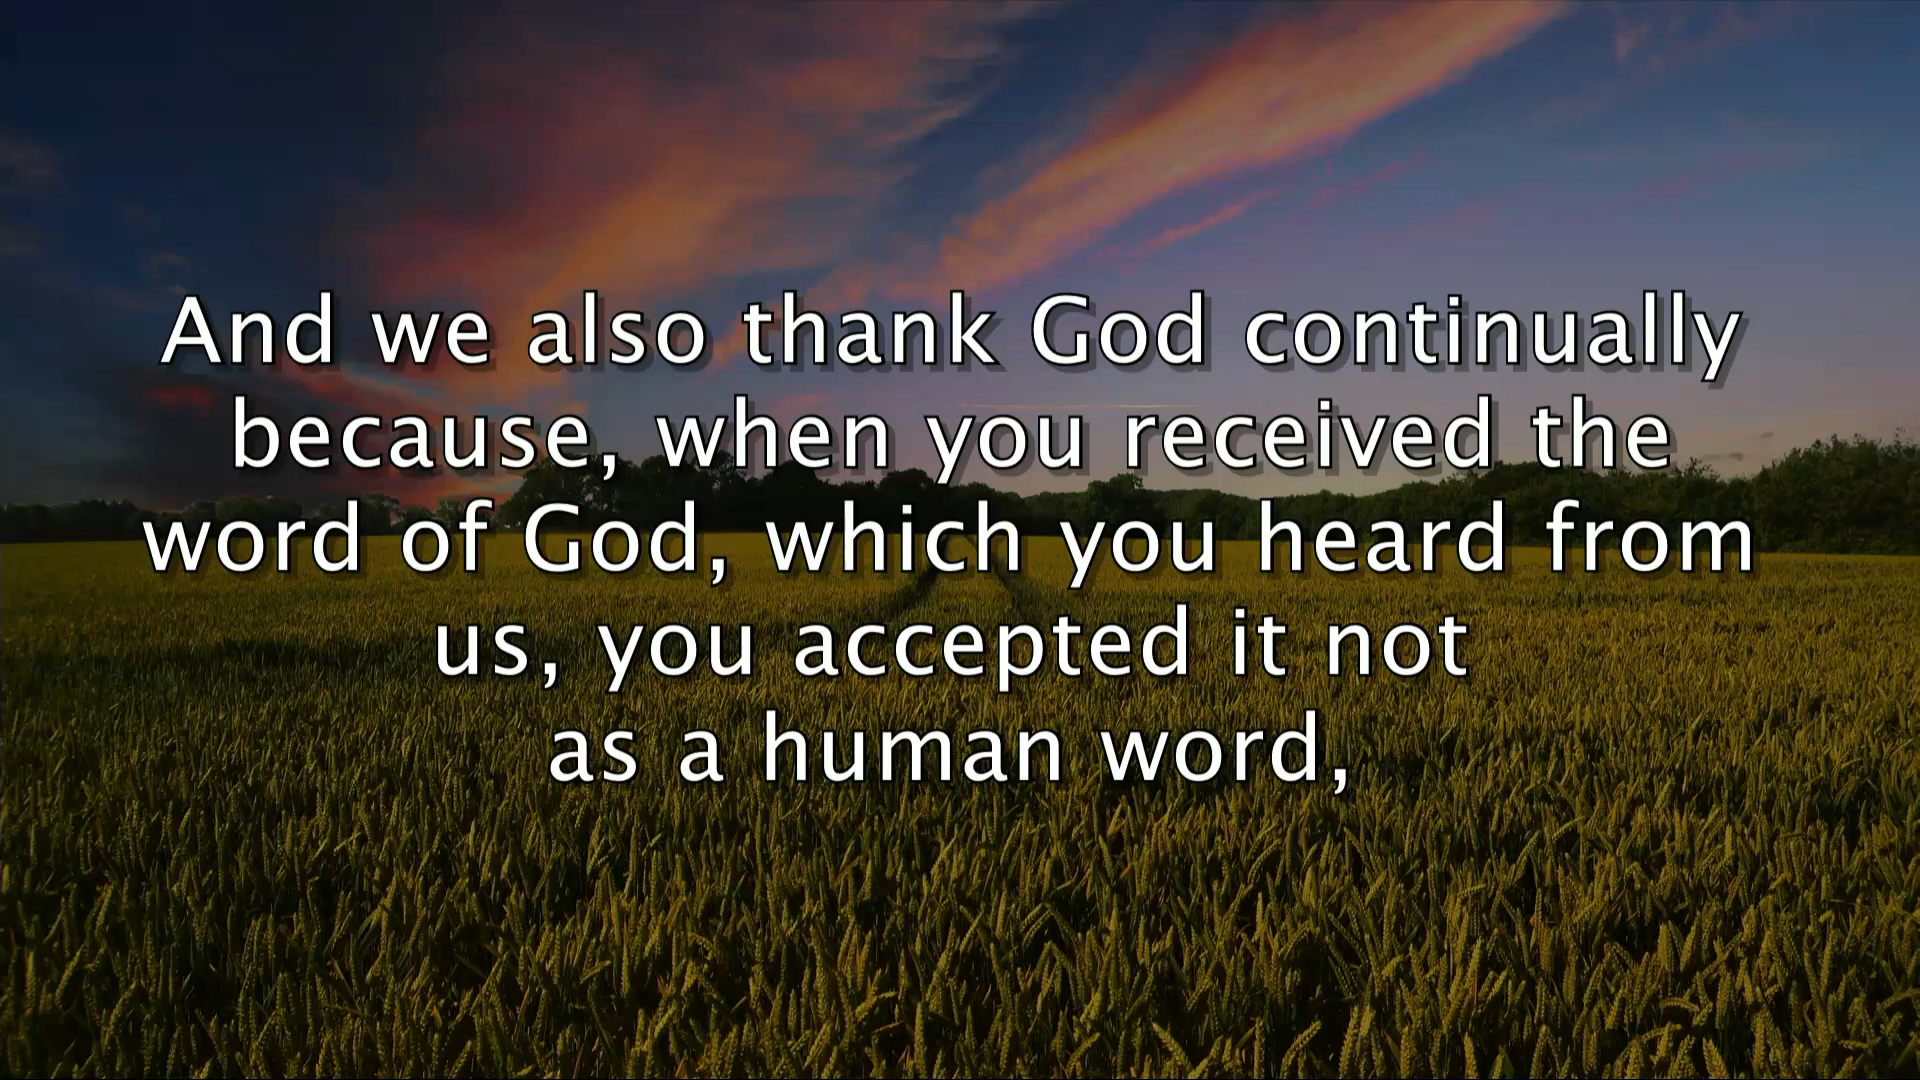 And we also thank God continually
because, when you received the
word of God, which you heard from
us, you accepted it not
as a human word,